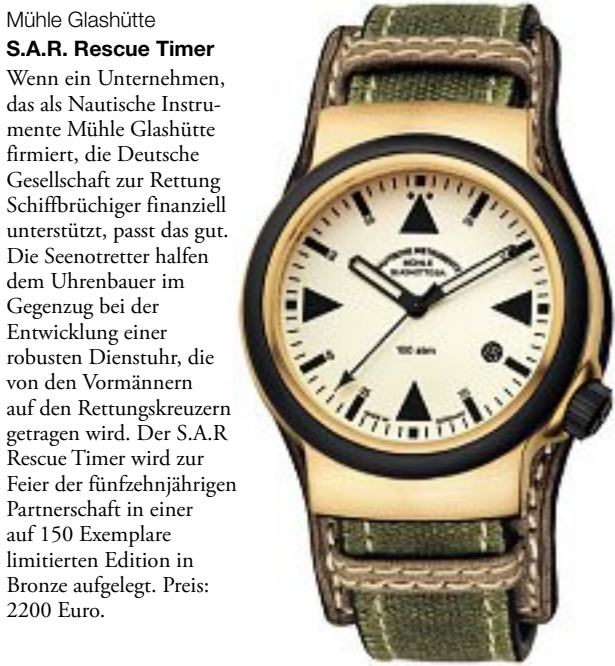 Mühle Glashütte
S.A.R. Rescue Timer
Wenn ein Unternehmen,
das als Nautische Instru-
mente Mühle Glashütte
firmiert, die Deutsche
Gesellschaft zur Rettung
Schiffbrüchiger finanziell
unterstützt, passt das gut.
Die Seenotretter halfen
dem Uhrenbauer im
Gegenzug bei der
Entwicklung einer
robusten Dienstuhr, die
von den Vormännern
auf den Rettungskreuzern
getragen wird. Der S.A.R
Rescue Timer wird zur
Feier der fünfzehnjährigen
Partnerschaft in einer
auf 150 Exemplare
limitierten Edition in
Bronze aufgelegt. Preis:
2200 Euro.
MÜHLE
GLASHÜTTE/SA.
100 atm